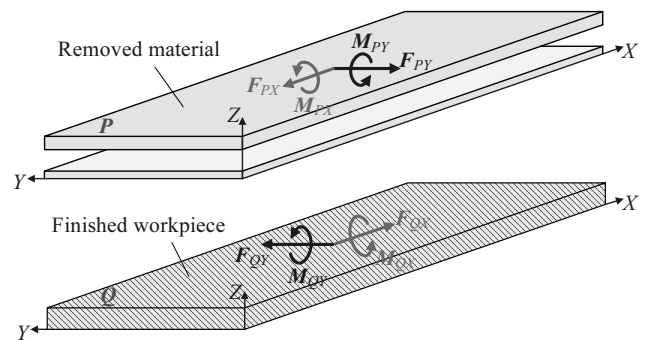 Removed material
M_PY
F_PY
F_PX
M_PX
X
P
Z
Y
Finished workpiece
F_QX
X
F_QY
M_QY
M_QX
Q
Z
Y